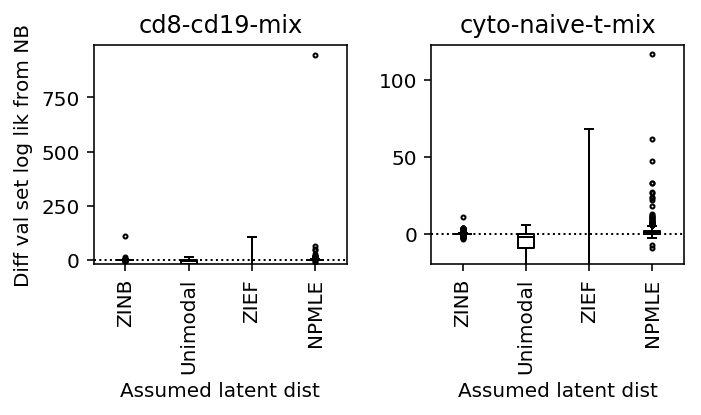 cd8-cd19-mix
cyto-naive-t-mix
Diff val set log lik from NB
750
500
250
0
100
50
0
ZINB
Unimodal
ZIEF
NPMLE
ZINB
Unimodal
ZIEF
NPMLE
Assumed latent dist
Assumed latent dist